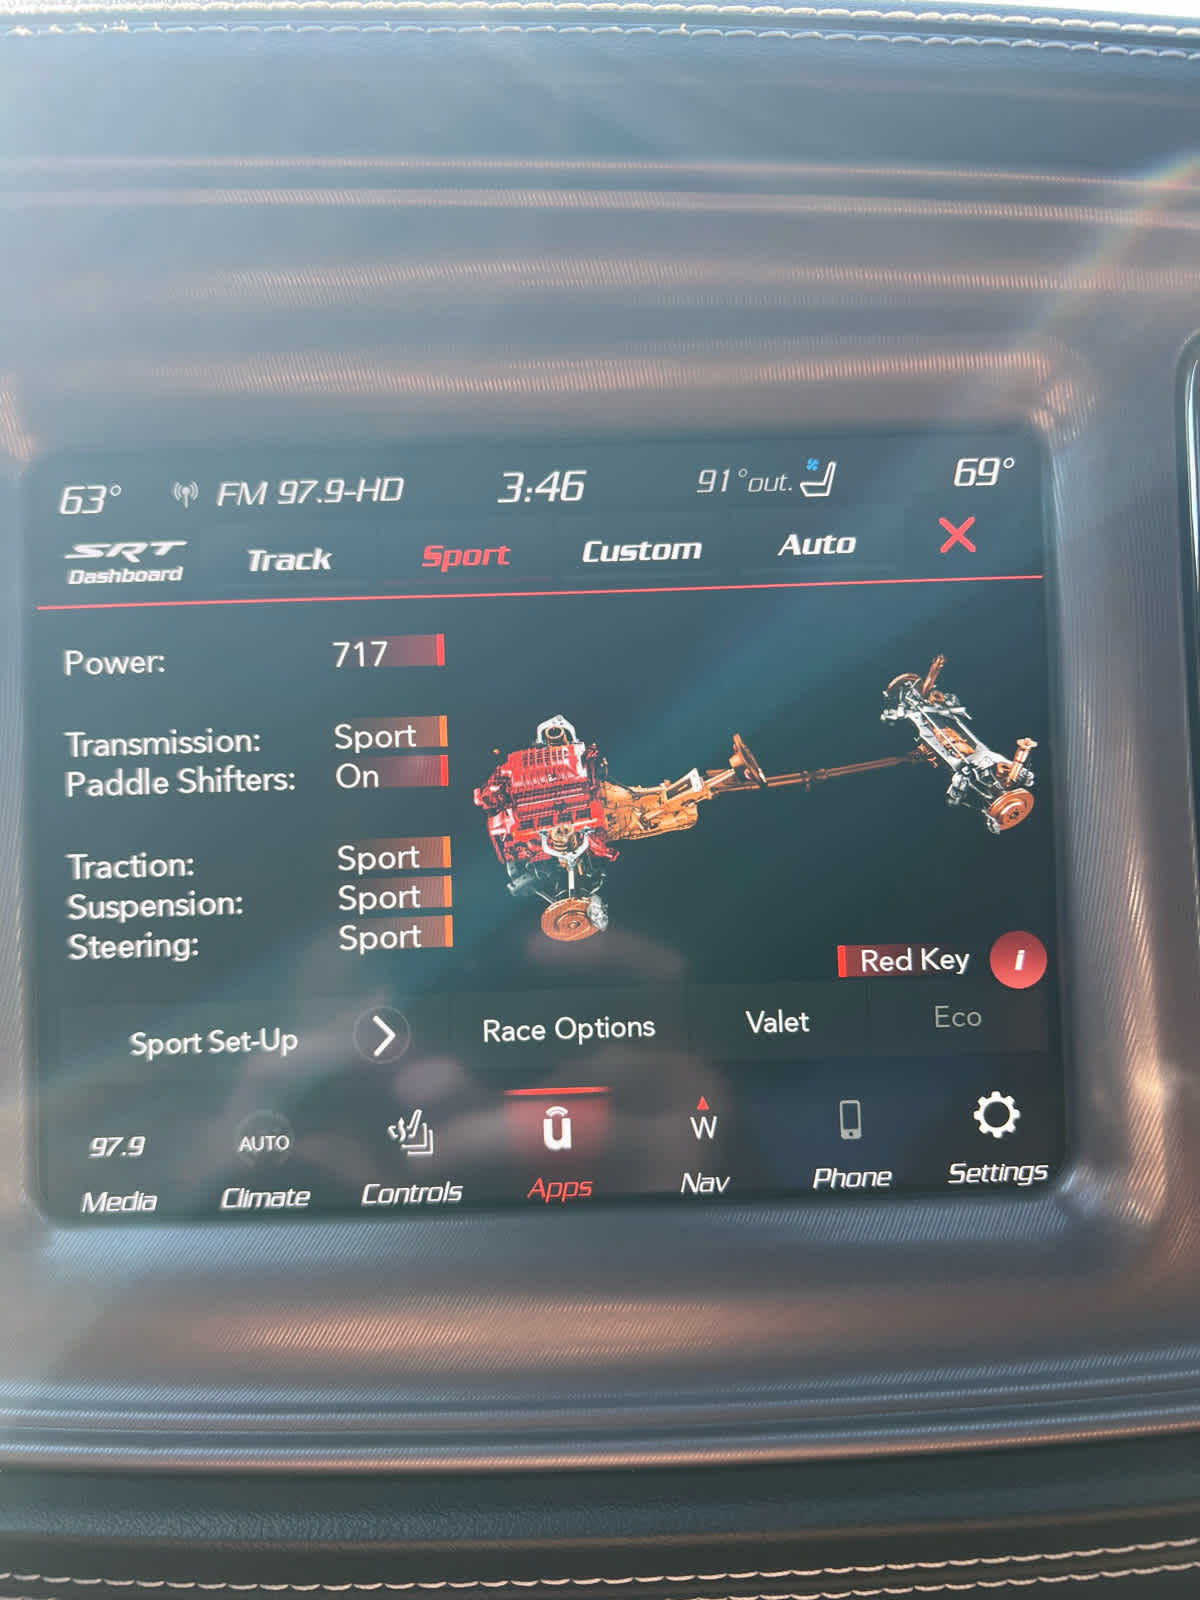 63° FM 97.9-HD 3:46 91°out. 69°
SRT Dashboard Track Sport Custom Auto
Power: 717
Transmission: Sport
Paddle Shifters: On
Traction: Sport
Suspension: Sport
Steering: Sport
Red Key i
Sport Set-Up Race Options Valet Eco
97.9 AUTO ū W
Media Climate Controls Apps Nav Phone Settings